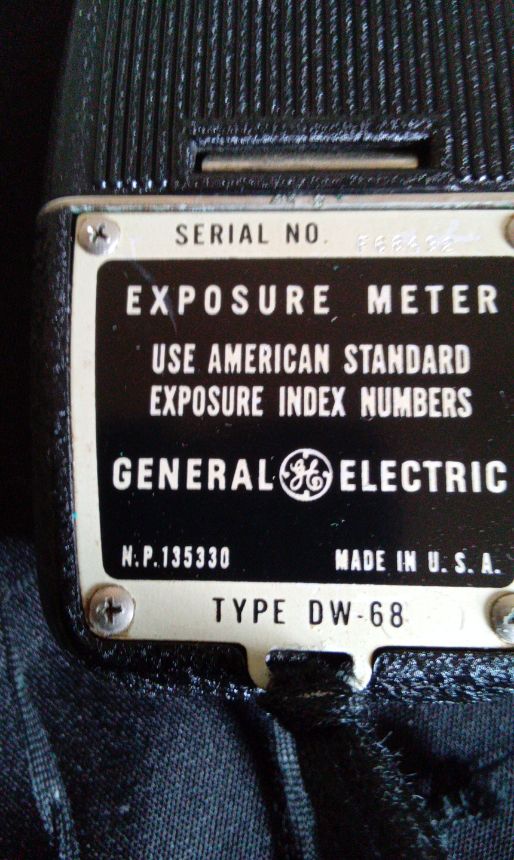 SERIAL NO.
EXPOSURE METER
USE AMERICAN STANDARD
EXPOSURE INDEX NUMBERS
GENERAL GE ELECTRIC
N.P.135330 MADE IN U.S.A.
TYPE DW-68